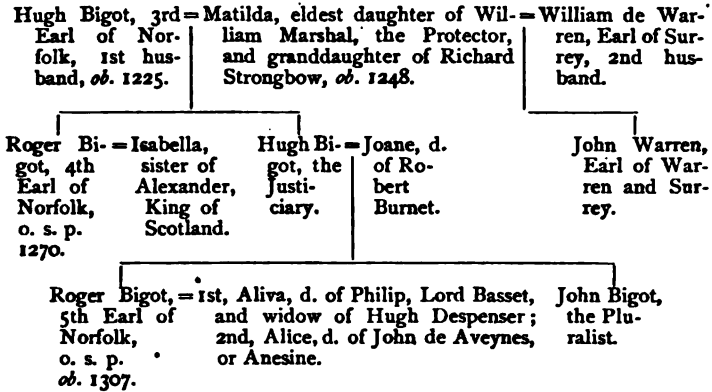 Hugh Bigot, 3rd = Matilda, eldest daughter of Wil- = William de War-
Earl of Nor- liam Marshal, the Protector, ren, Earl of Sur-
folk, 1st hus- and granddaughter of Richard rey, 2nd hus-
band, ob. 1225. Strongbow, ob. 1248. band.
Roger Bi- = Isabella, Hugh Bi- = Joane, d. John Warren,
got, 4th sister of got, the of Ro- Earl of War-
Earl of Alexander, Justi- bert ren and Sur-
Norfolk, King of ciary. Burnet. rey.
o. s. p. Scotland.
1270.
Roger Bigot, = 1st, Aliva, d. of Philip, Lord Basset, John Bigot,
5th Earl of and widow of Hugh Despenser; the Plu-
Norfolk, 2nd, Alice, d. of John de Aveynes, ralist.
o. s. p. or Anesine.
ob. 1307.